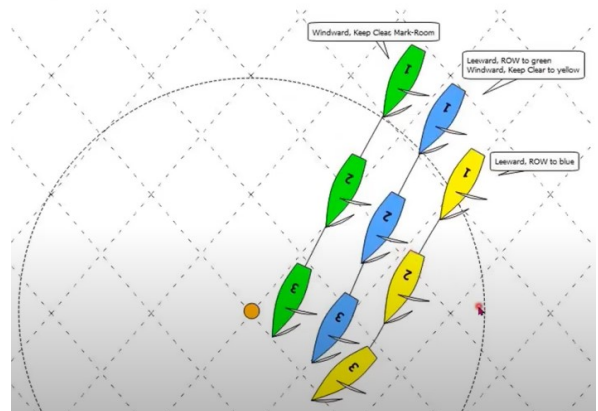 Windward, Keep Clear, Mark-Room
Leeward, ROW to green
Windward, Keep Clear to yellow
Leeward, ROW to blue
1
1
1
2
2
2
3
3
3